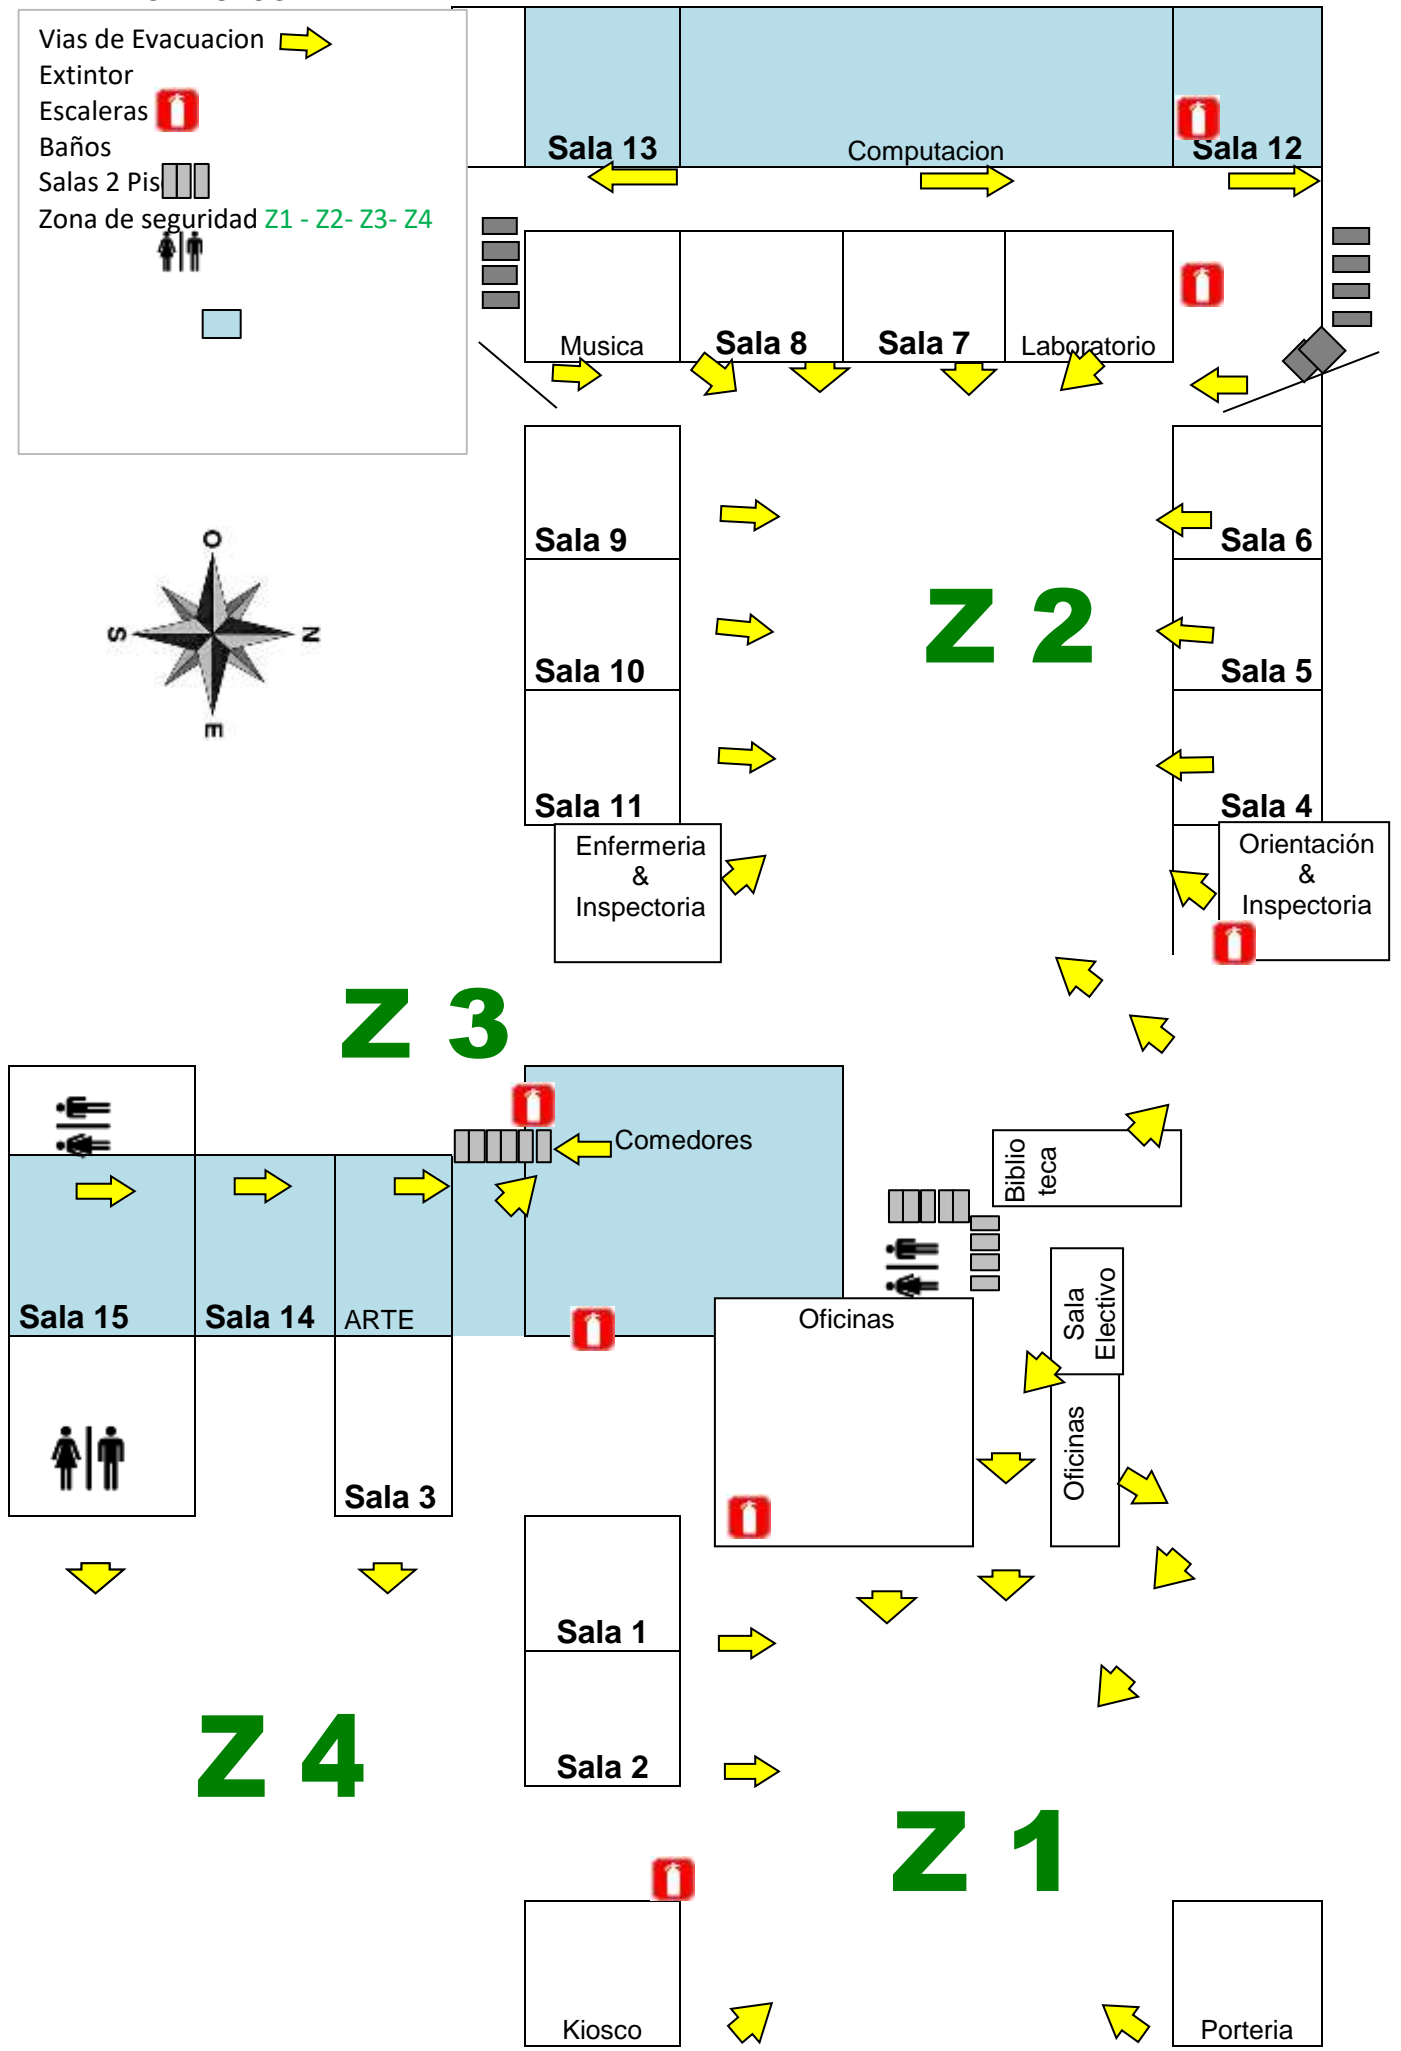 Vias de Evacuacion
Extintor
Escaleras
Baños
Salas 2 Pis
Zona de seguridad Z1 - Z2- Z3- Z4
Sala 13
Computacion
Sala 12
Musica
Sala 8
Sala 7
Laboratorio
O
S
N
E
Sala 9
Sala 6
Z 2
Sala 10
Sala 5
Sala 11
Sala 4
Enfermeria
&
Inspectoria
Orientación
&
Inspectoria
Z 3
Comedores
Biblio
teca
Sala 15
Sala 14
ARTE
Oficinas
Sala
Electivo
Oficinas
Sala 3
Sala 1
Sala 2
Z 4
Z 1
Kiosco
Porteria